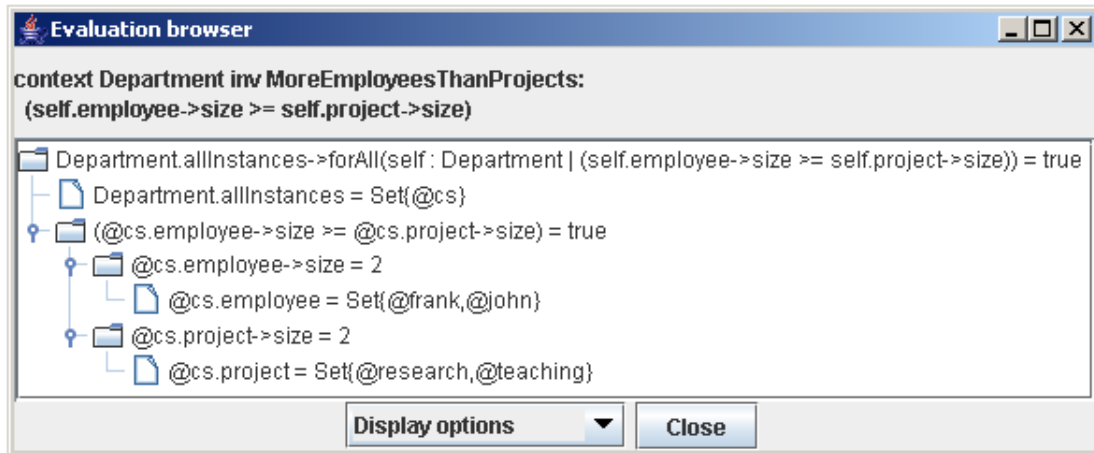 Evaluation browser
context Department inv MoreEmployeesThanProjects:
(self.employee->size >= self.project->size)
Department.allInstances->forAll(self : Department | (self.employee->size >= self.project->size)) = true
Department.allInstances = Set{@cs}
(@cs.employee->size >= @cs.project->size) = true
@cs.employee->size = 2
@cs.employee = Set{@frank,@john}
@cs.project->size = 2
@cs.project = Set{@research,@teaching}
Display options
Close